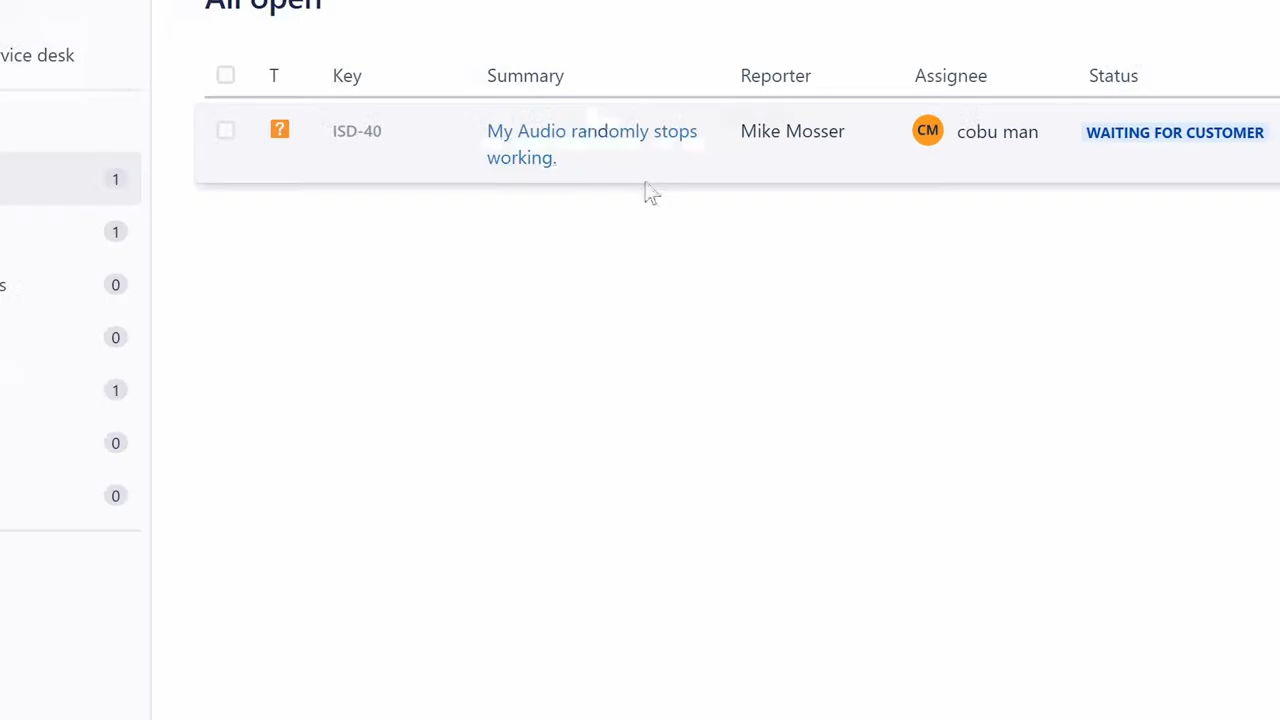 All open
vice desk
T Key Summary Reporter Assignee Status
? ISD-40 My Audio randomly stops Mike Mosser CM cobu man WAITING FOR CUSTOMER
working.
1
1
s 0
0
1
0
0